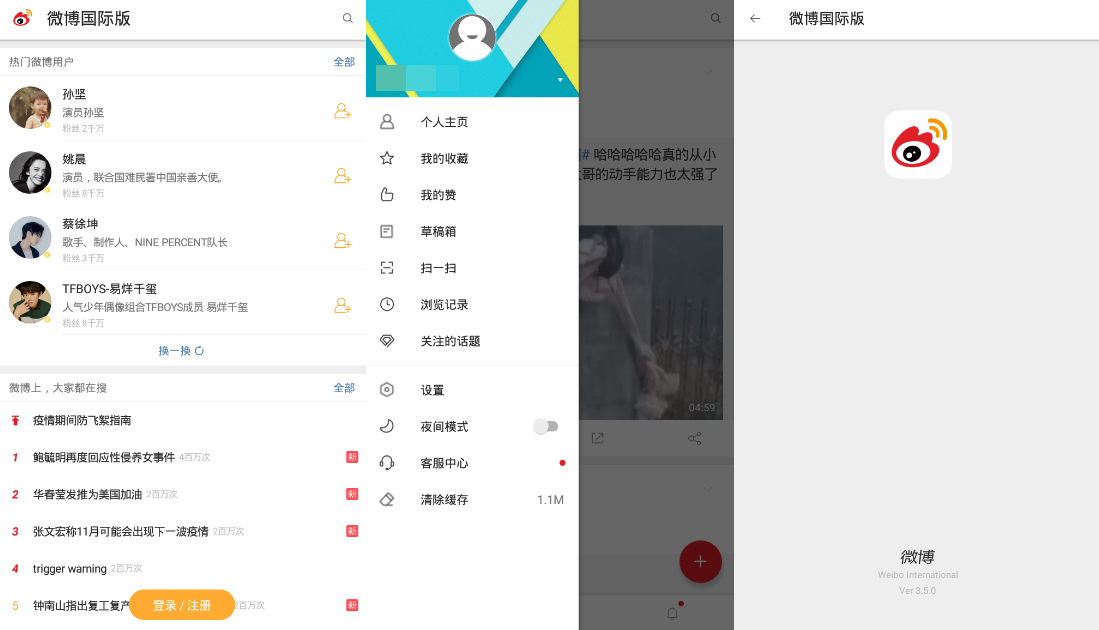 微博国际版
热门微博用户 全部
孙坚
演员孙坚
粉丝 2千万
姚晨
演员，联合国难民署中国亲善大使。
粉丝 8千万
蔡徐坤
歌手、制作人、NINE PERCENT队长
粉丝 3千万
TFBOYS-易烊千玺
人气少年偶像组合TFBOYS成员 易烊千玺
粉丝 8千万
换一换
微博上，大家都在搜 全部
疫情期间防飞絮指南
1 鲍毓明再度回应性侵养女事件 4百万次 新
2 华春莹发推为美国加油 2百万次 新
3 张文宏称11月可能会出现下一波疫情 2百万次 新
4 trigger warning 2百万次
5 钟南山指出复工复产 2百万次 新
登录 / 注册
个人主页
我的收藏
我的赞
草稿箱
扫一扫
浏览记录
关注的话题
设置
夜间模式
客服中心
清除缓存 1.1M
# 哈哈哈哈哈真的从小
哥的动手能力也太强了
04:59
微博国际版
微博
Weibo International
Ver 3.5.0